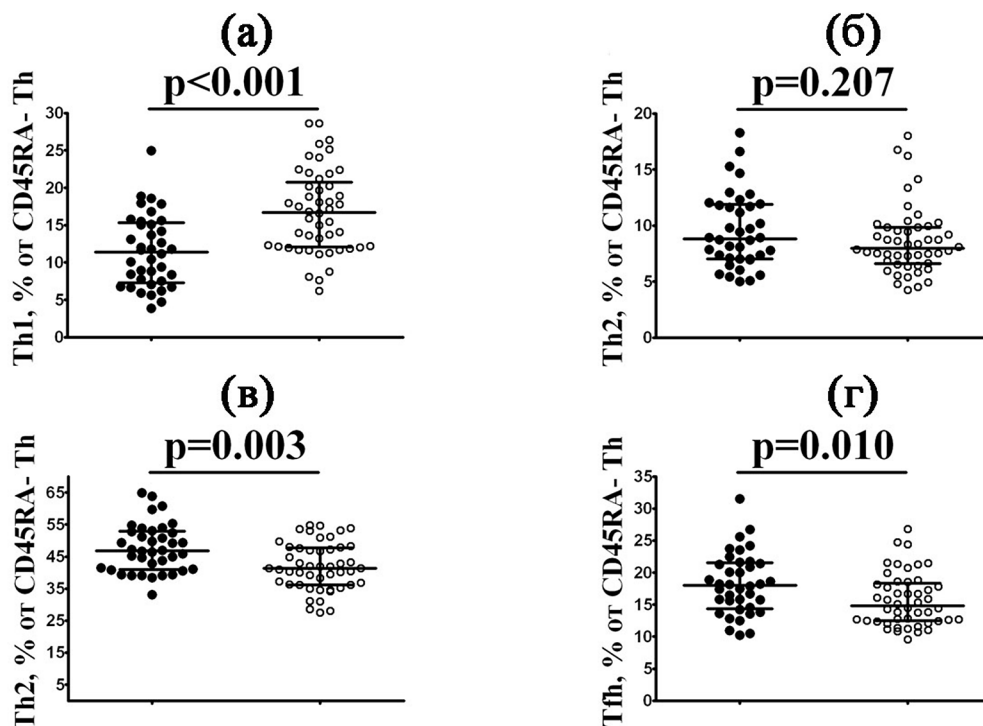 (а)
p<0.001
Th1, % от CD45RA- Th
30
25
20
15
10
5
0
(б)
p=0.207
Th2, % от CD45RA- Th
20
15
10
5
0
(в)
p=0.003
Th2, % от CD45RA- Th
65
55
45
35
25
15
5
(г)
p=0.010
Tfh, % от CD45RA- Th
35
30
25
20
15
10
5
0